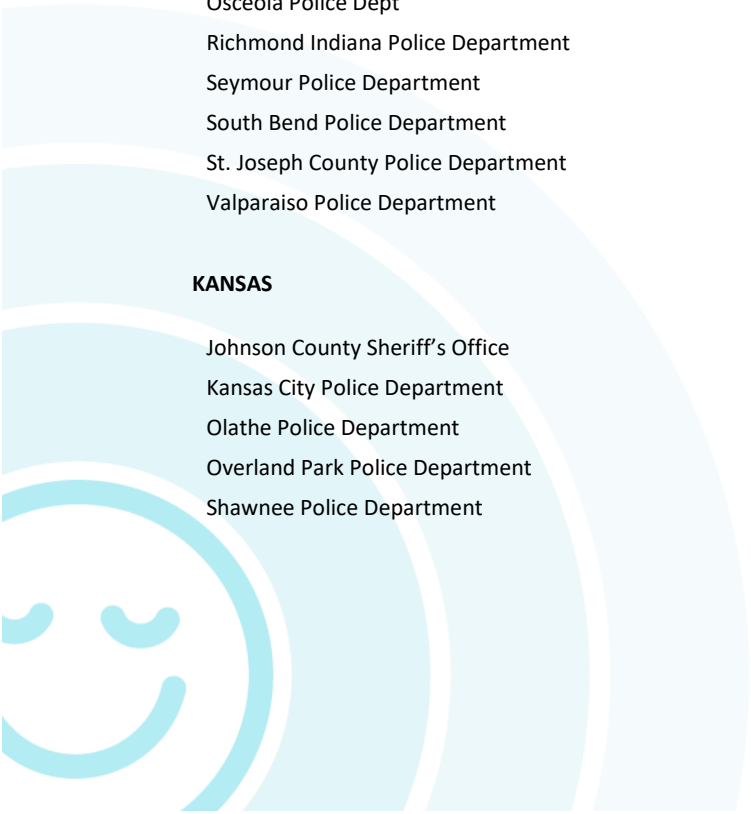 Osceola Police Dept
Richmond Indiana Police Department
Seymour Police Department
South Bend Police Department
St. Joseph County Police Department
Valparaiso Police Department
KANSAS
Johnson County Sheriff’s Office
Kansas City Police Department
Olathe Police Department
Overland Park Police Department
Shawnee Police Department